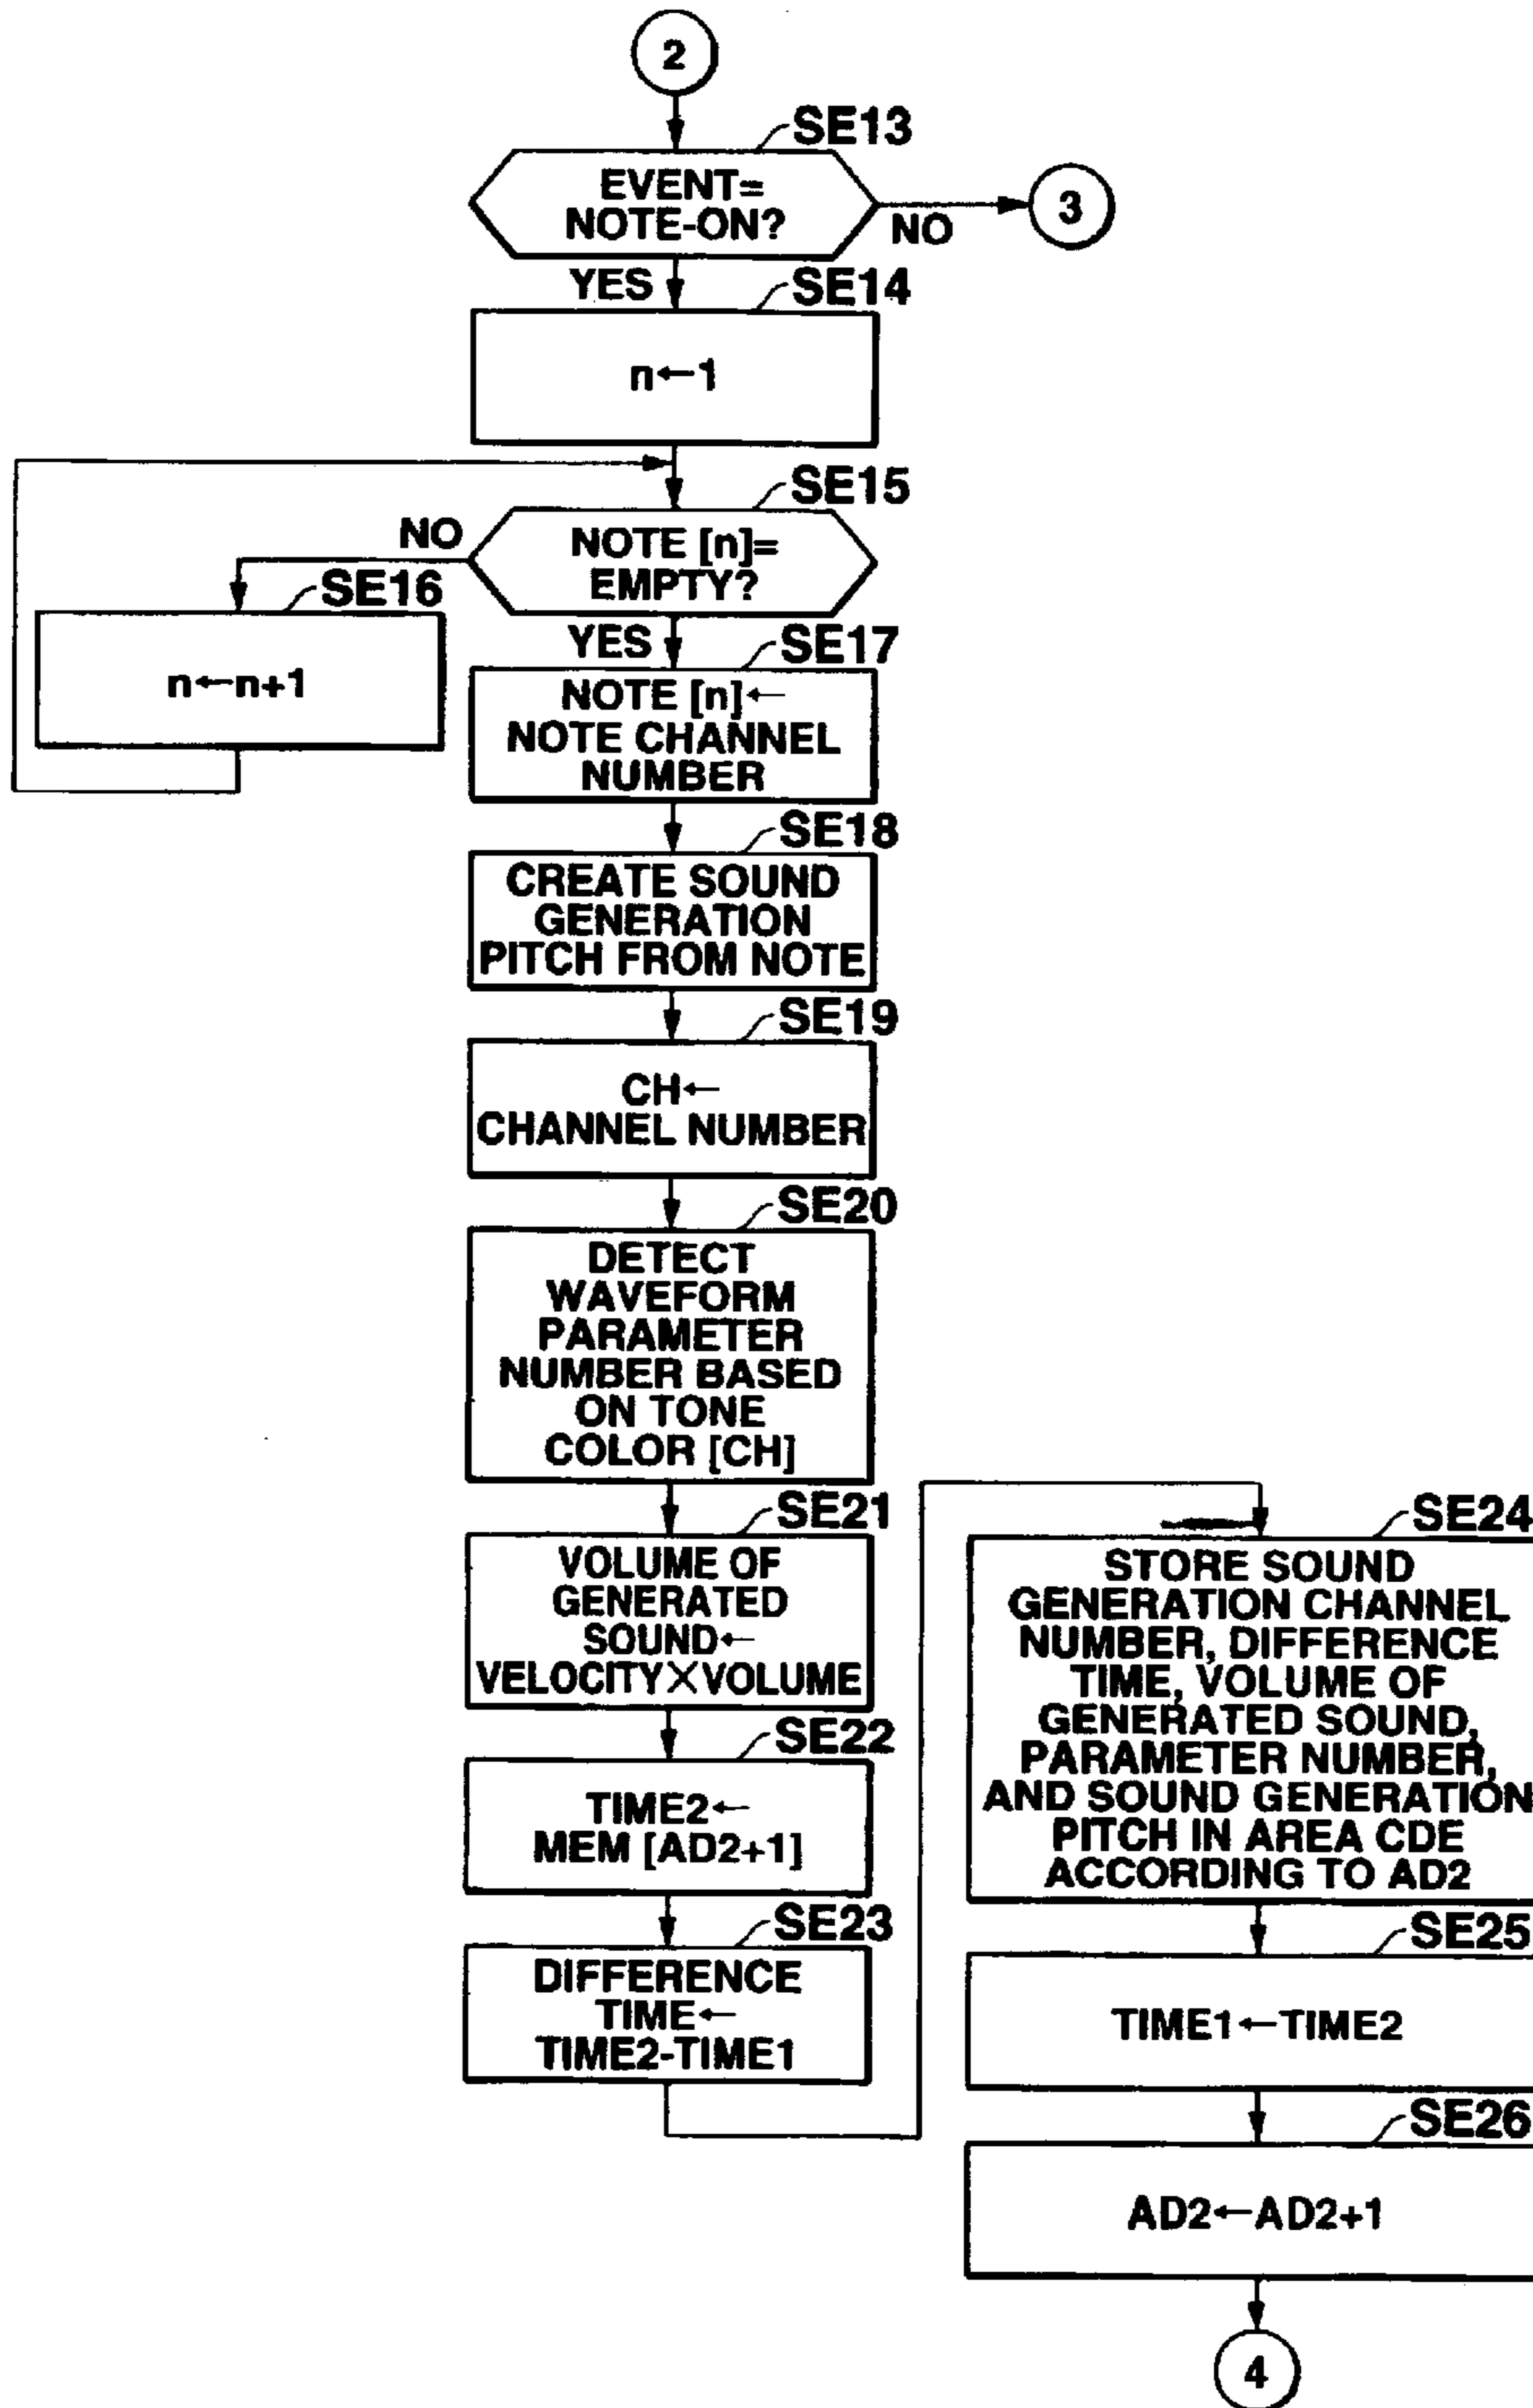 2
SE13
EVENT=
NOTE-ON?
NO
3
YES
SE14
n←1
SE15
NO
NOTE [n]=
EMPTY?
SE16
n←n+1
YES
SE17
NOTE [n]←
NOTE CHANNEL
NUMBER
SE18
CREATE SOUND
GENERATION
PITCH FROM NOTE
SE19
CH←
CHANNEL NUMBER
SE20
DETECT
WAVEFORM
PARAMETER
NUMBER BASED
ON TONE
COLOR [CH]
SE21
VOLUME OF
GENERATED
SOUND←
VELOCITY×VOLUME
SE22
TIME2←
MEM [AD2+1]
SE23
DIFFERENCE
TIME←
TIME2-TIME1
SE24
STORE SOUND
GENERATION CHANNEL
NUMBER, DIFFERENCE
TIME, VOLUME OF
GENERATED SOUND,
PARAMETER NUMBER,
AND SOUND GENERATION
PITCH IN AREA CDE
ACCORDING TO AD2
SE25
TIME1←TIME2
SE26
AD2←AD2+1
4